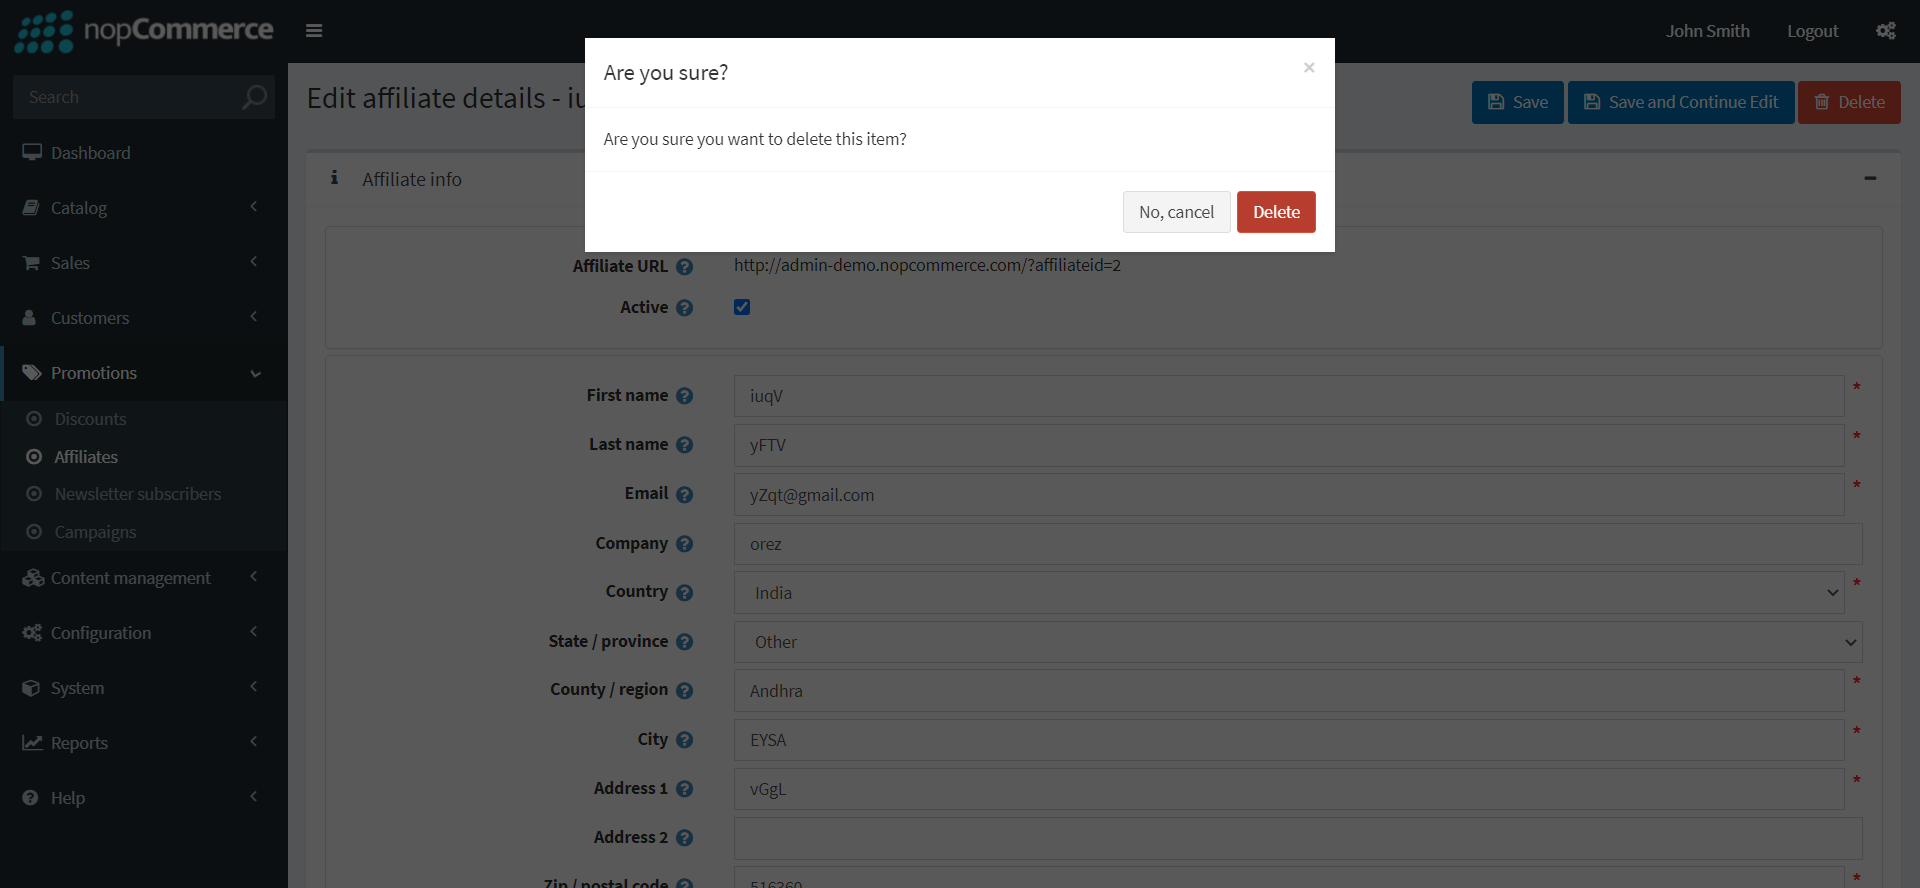 nopCommerce
John Smith
Logout
Search
Dashboard
Catalog
Sales
Customers
Promotions
Discounts
Affiliates
Newsletter subscribers
Campaigns
Content management
Configuration
System
Reports
Help
Edit affiliate details - iu
Save
Save and Continue Edit
Delete
Are you sure?
×
Are you sure you want to delete this item?
No, cancel
Delete
Affiliate info
Affiliate URL ? http://admin-demo.nopcommerce.com/?affiliateid=2
Active ?
First name ? iuqV *
Last name ? yFTV *
Email ? yZqt@gmail.com *
Company ? orez
Country ? India *
State / province ? Other
County / region ? Andhra *
City ? EYSA *
Address 1 ? vGgL *
Address 2 ?
Zip / postal code ? 516360 *